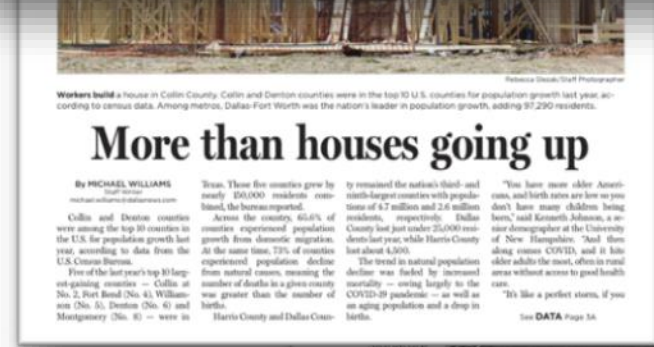 Rebecca Slezak/Staff Photographer
Workers build a house in Collin County. Collin and Denton counties were in the top 10 U.S. counties for population growth last year, ac-
cording to census data. Among metros, Dallas-Fort Worth was the nation's leader in population growth, adding 97,290 residents.
More than houses going up
By MICHAEL WILLIAMS
Staff Writer
michael.williams@dallasnews.com
Collin and Denton counties
were among the top 10 counties in
the U.S. for population growth last
year, according to data from the
U.S. Census Bureau.
Five of the last year's top 10 larg-
est-gaining counties — Collin at
No. 2, Fort Bend (No. 4), William-
son (No. 5), Denton (No. 6) and
Montgomery (No. 8) — were in
Texas. Those five counties grew by
nearly 150,000 residents com-
bined, the bureau reported.
Across the country, 65.6% of
counties experienced population
growth from domestic migration.
At the same time, 73% of counties
experienced population decline
from natural causes, meaning the
number of deaths in a given county
was greater than the number of
births.
Harris County and Dallas Coun-
ty remained the nation's third- and
ninth-largest counties with popula-
tions of 4.7 million and 2.6 million
residents, respectively. Dallas
County lost just under 25,000 resi-
dents last year, while Harris County
lost about 4,500.
The trend in natural population
decline was fueled by increased
mortality — owing largely to the
COVID-19 pandemic — as well as
an aging population and a drop in
births.
"You have more older Ameri-
cans, and birth rates are low so you
don't have many children being
born," said Kenneth Johnson, a se-
nior demographer at the University
of New Hampshire. "And then
along comes COVID, and it hits
older adults the most, often in rural
areas without access to good health
care.
"It's like a perfect storm, if you
See DATA Page 3A